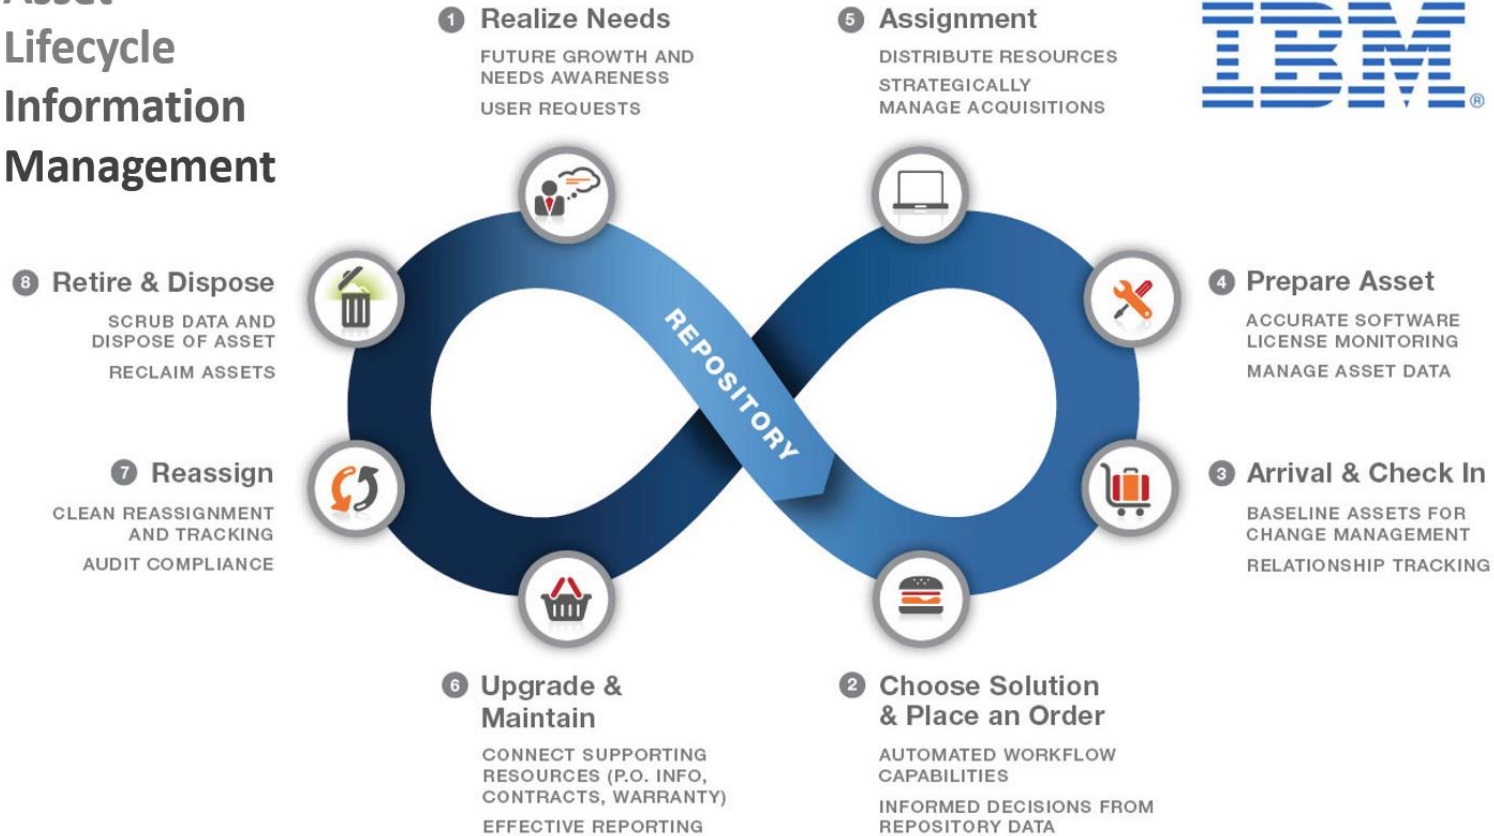 Asset
Lifecycle
Information
Management
1 Realize Needs
FUTURE GROWTH AND
NEEDS AWARENESS
USER REQUESTS
5 Assignment
DISTRIBUTE RESOURCES
STRATEGICALLY
MANAGE ACQUISITIONS
IBM®
8 Retire & Dispose
SCRUB DATA AND
DISPOSE OF ASSET
RECLAIM ASSETS
4 Prepare Asset
ACCURATE SOFTWARE
LICENSE MONITORING
MANAGE ASSET DATA
REPOSITORY
7 Reassign
CLEAN REASSIGNMENT
AND TRACKING
AUDIT COMPLIANCE
3 Arrival & Check In
BASELINE ASSETS FOR
CHANGE MANAGEMENT
RELATIONSHIP TRACKING
6 Upgrade &
Maintain
CONNECT SUPPORTING
RESOURCES (P.O. INFO,
CONTRACTS, WARRANTY)
EFFECTIVE REPORTING
2 Choose Solution
& Place an Order
AUTOMATED WORKFLOW
CAPABILITIES
INFORMED DECISIONS FROM
REPOSITORY DATA